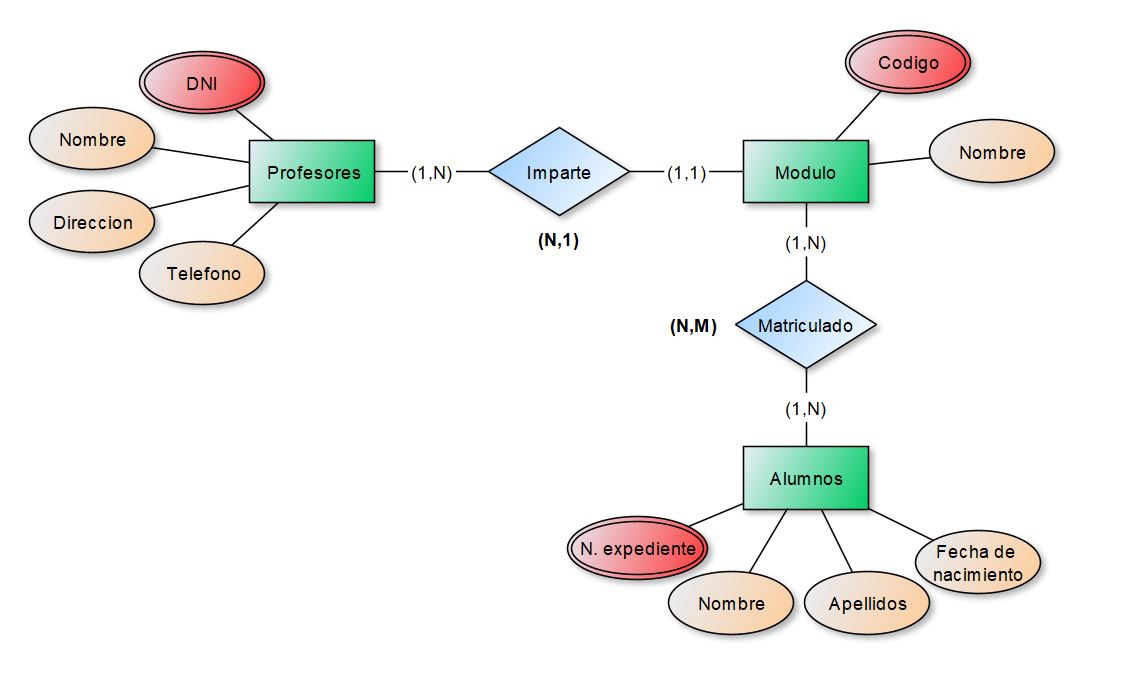 DNI
Nombre
Direccion
Telefono
Profesores
(1,N)
Imparte
(N,1)
(1,1)
Codigo
Nombre
Modulo
(1,N)
(N,M)
Matriculado
(1,N)
Alumnos
N. expediente
Nombre
Apellidos
Fecha de
nacimiento